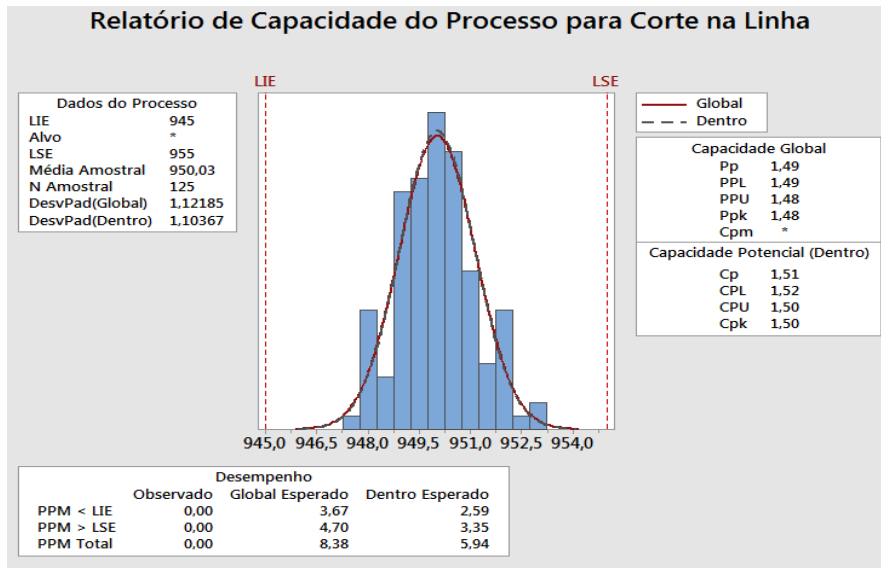 Relatório de Capacidade do Processo para Corte na Linha
LIE LSE
Dados do Processo
LIE 945
Alvo *
LSE 955
Média Amostral 950,03
N Amostral 125
DesvPad(Global) 1,12185
DesvPad(Dentro) 1,10367
Global
Dentro
Capacidade Global
Pp 1,49
PPL 1,49
PPU 1,48
Ppk 1,48
Cpm *
Capacidade Potencial (Dentro)
Cp 1,51
CPL 1,52
CPU 1,50
Cpk 1,50
945,0 946,5 948,0 949,5 951,0 952,5 954,0
Desempenho
Observado Global Esperado Dentro Esperado
PPM < LIE 0,00 3,67 2,59
PPM > LSE 0,00 4,70 3,35
PPM Total 0,00 8,38 5,94